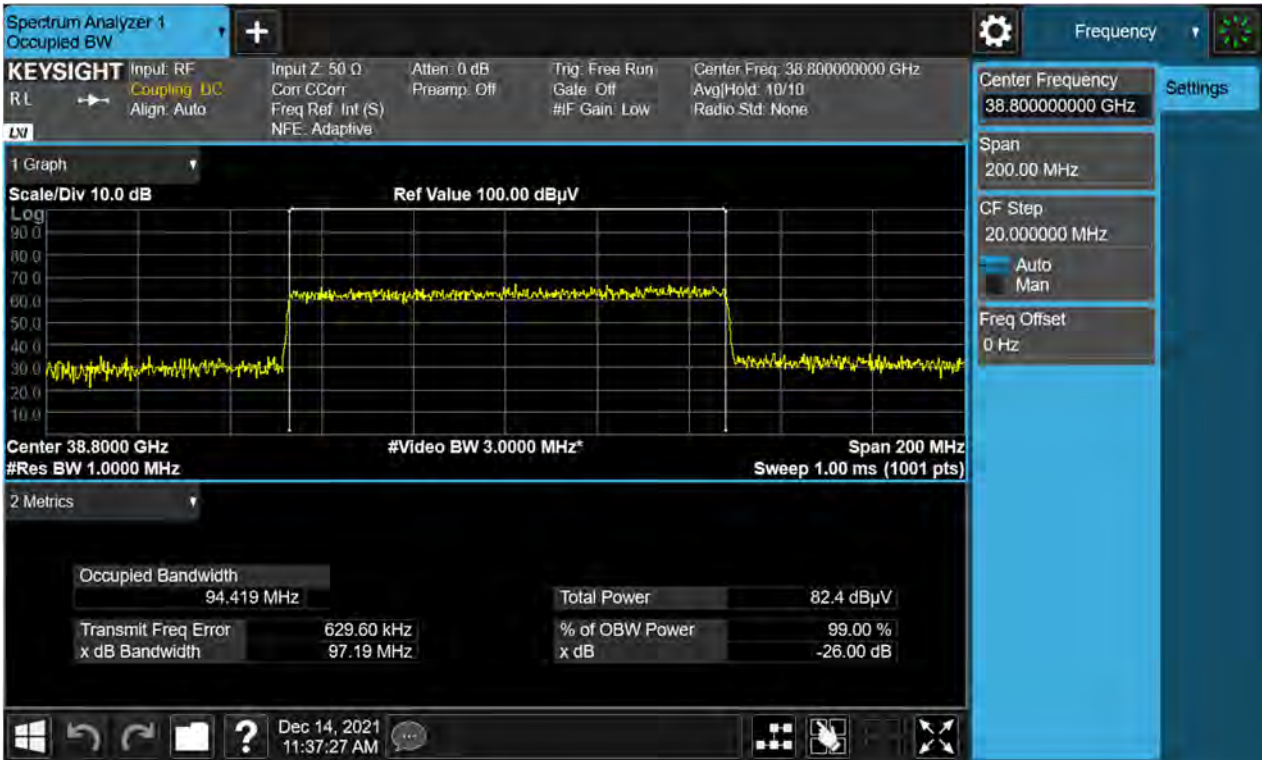 Spectrum Analyzer 1
Occupied BW
+
Frequency
KEYSIGHT
R L
LXI
Input: RF
Coupling: DC
Align: Auto
Input Z: 50 Ω
Corr CCorr
Freq Ref: Int (S)
NFE: Adaptive
Atten: 0 dB
Preamp: Off
Trig: Free Run
Gate: Off
#IF Gain: Low
Center Freq: 38.800000000 GHz
Avg|Hold: 10/10
Radio Std: None
Center Frequency
38.800000000 GHz
Settings
Span
200.00 MHz
CF Step
20.000000 MHz
Auto
Man
Freq Offset
0 Hz
1 Graph
Scale/Div 10.0 dB
Ref Value 100.00 dBµV
Log
90.0
80.0
70.0
60.0
50.0
40.0
30.0
20.0
10.0
Center 38.8000 GHz
#Video BW 3.0000 MHz*
Span 200 MHz
#Res BW 1.0000 MHz
Sweep 1.00 ms (1001 pts)
2 Metrics
Occupied Bandwidth
94.419 MHz
Total Power
82.4 dBµV
Transmit Freq Error
629.60 kHz
% of OBW Power
99.00 %
x dB Bandwidth
97.19 MHz
x dB
-26.00 dB
?
Dec 14, 2021
11:37:27 AM